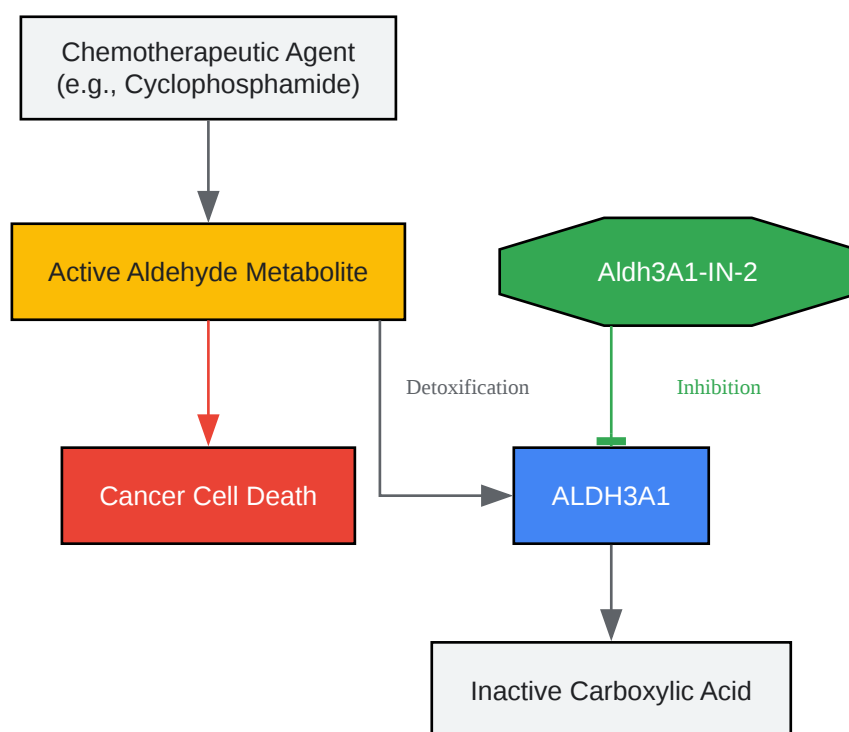 Chemotherapeutic Agent
(e.g., Cyclophosphamide)
Active Aldehyde Metabolite
Aldh3A1-IN-2
Detoxification
Inhibition
Cancer Cell Death
ALDH3A1
Inactive Carboxylic Acid